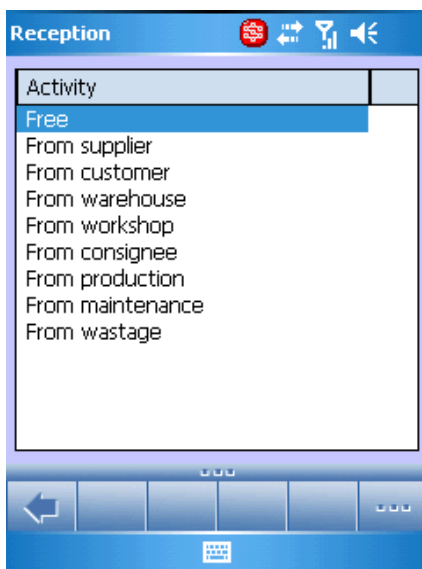 Reception
Activity
Free
From supplier
From customer
From warehouse
From workshop
From consignee
From production
From maintenance
From wastage